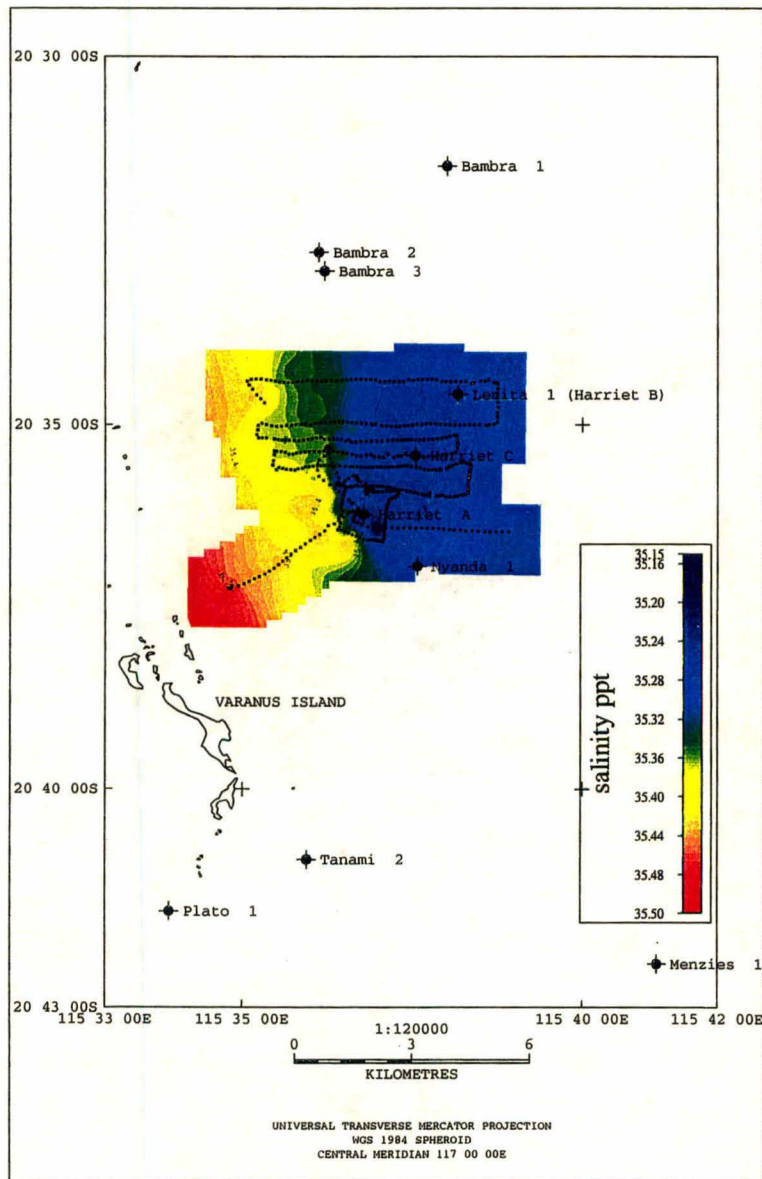 20 30 00S
Bambra 1
Bambra 2
Bambra 3
Lenita 1 (Harriet B)
20 35 00S
Harriet C
Harriet A
Nyanda 1
35.15
35.16
35.20
35.24
35.28
35.32
35.36
35.40
35.44
35.48
35.50
salinity ppt
VARANUS ISLAND
20 40 00S
Tanami 2
Plato 1
Menzies 1
20 43 00S
115 33 00E
115 35 00E
115 40 00E
115 42 00E
1:120000
0
3
6
KILOMETRES
UNIVERSAL TRANSVERSE MERCATOR PROJECTION
WGS 1984 SPHEROID
CENTRAL MERIDIAN 117 00 00E